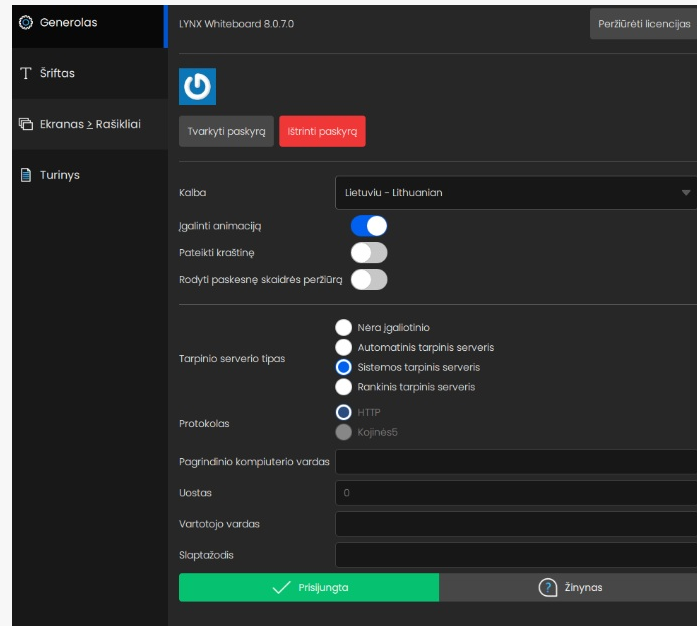 Generolas
Šriftas
Ekranas > Rašikliai
Turinys
LYNX Whiteboard 8.0.7.0
Peržiūrėti licencijas
Tvarkyti paskyrą
Ištrinti paskyrą
Kalba
Lietuviu - Lithuanian
Įgalinti animaciją
Pateikti kraštinę
Rodyti paskesnę skaidrės peržiūrą
Tarpinio serverio tipas
Nėra įgaliotinio
Automatinis tarpinis serveris
Sistemos tarpinis serveris
Rankinis tarpinis serveris
Protokolas
HTTP
Kojinės5
Pagrindinio kompiuterio vardas
Uostas
0
Vartotojo vardas
Slaptažodis
Prisijungta
? Žinynas